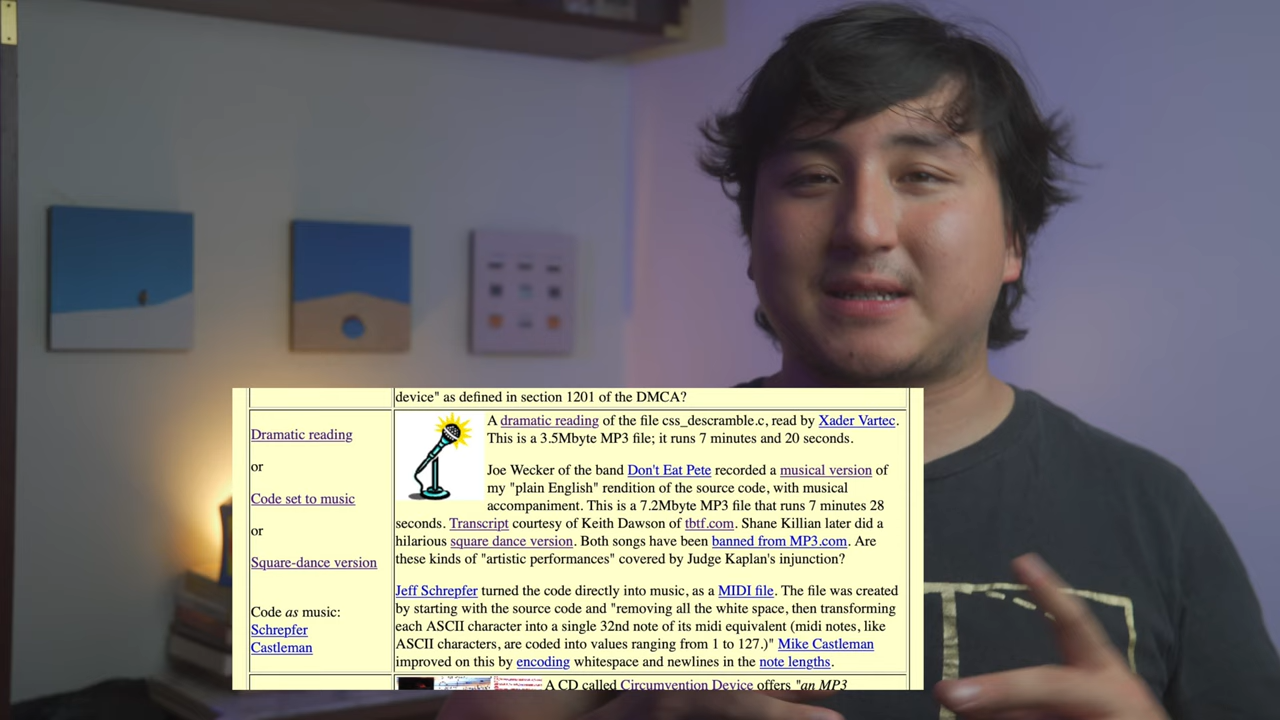 device" as defined in section 1201 of the DMCA?
Dramatic reading
or
Code set to music
or
Square-dance version
Code as music:
Schrepfer
Castleman
A dramatic reading of the file css_descramble.c, read by Xader Vartec.
This is a 3.5Mbyte MP3 file; it runs 7 minutes and 20 seconds.
Joe Wecker of the band Don't Eat Pete recorded a musical version of
my "plain English" rendition of the source code, with musical
accompaniment. This is a 7.2Mbyte MP3 file that runs 7 minutes 28
seconds. Transcript courtesy of Keith Dawson of tbtf.com. Shane Killian later did a
hilarious square dance version. Both songs have been banned from MP3.com. Are
these kinds of "artistic performances" covered by Judge Kaplan's injunction?
Jeff Schrepfer turned the code directly into music, as a MIDI file. The file was created
by starting with the source code and "removing all the white space, then transforming
each ASCII character into a single 32nd note of its midi equivalent (midi notes, like
ASCII characters, are coded into values ranging from 1 to 127.)" Mike Castleman
improved on this by encoding whitespace and newlines in the note lengths.
A CD called Circumvention Device offers "an MP3